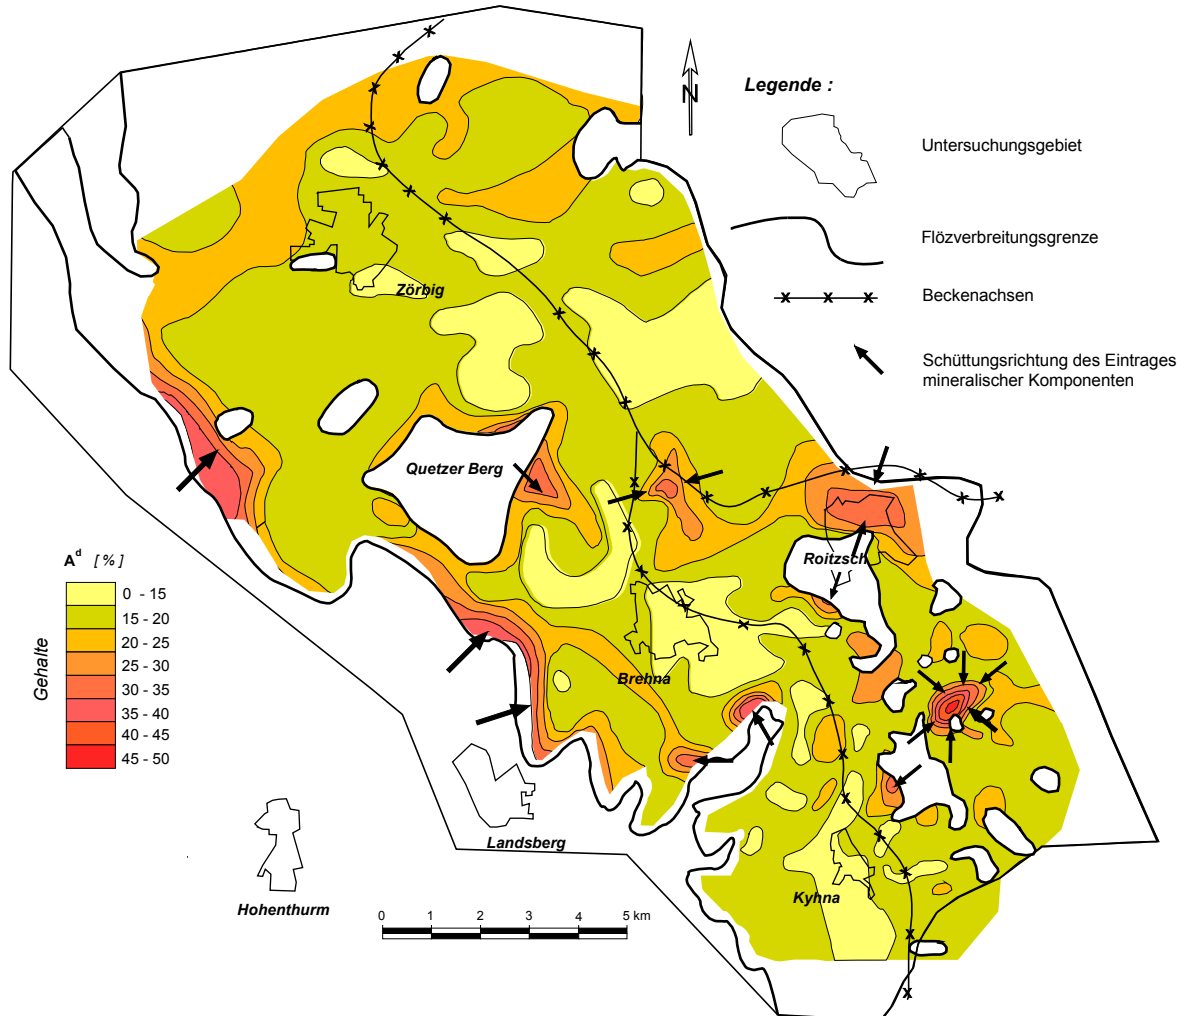 N
Legende :
Untersuchungsgebiet
Flözverbreitungsgrenze
Beckenachsen
Schüttungsrichtung des Eintrages
mineralischer Komponenten
Zörbig
Quetzer Berg
Roitzsch
Brehna
Landsberg
Kyhna
Hohenthurm
A^d [ % ]
Gehalte
0 - 15
15 - 20
20 - 25
25 - 30
30 - 35
35 - 40
40 - 45
45 - 50
0 1 2 3 4 5 km